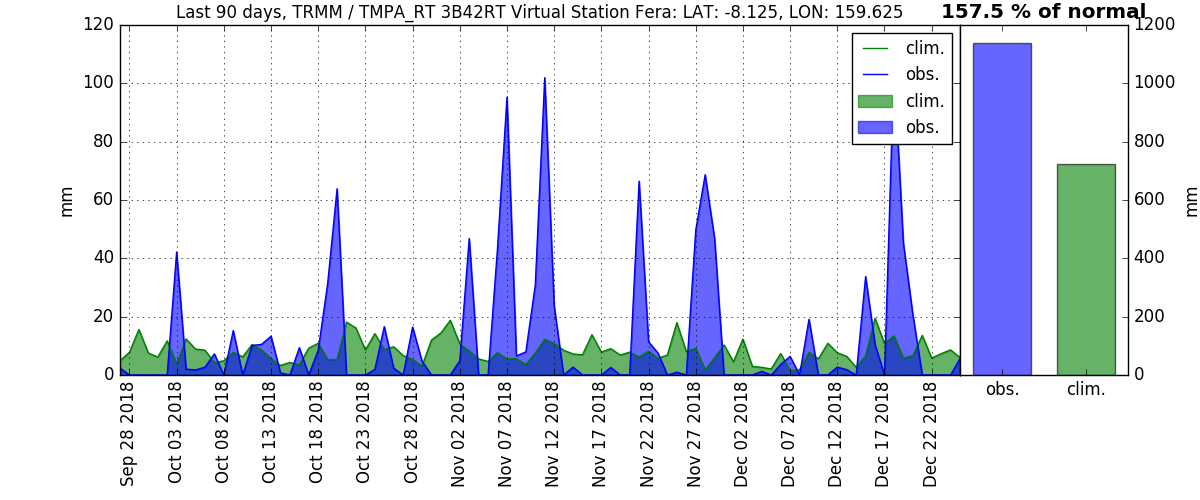 Last 90 days, TRMM / TMPA_RT 3B42RT Virtual Station Fera: LAT: -8.125, LON: 159.625
157.5 % of normal
120
100
80
60
40
20
0
mm
clim.
obs.
clim.
obs.
1200
1000
800
600
400
200
0
mm
Sep 28 2018
Oct 03 2018
Oct 08 2018
Oct 13 2018
Oct 18 2018
Oct 23 2018
Oct 28 2018
Nov 02 2018
Nov 07 2018
Nov 12 2018
Nov 17 2018
Nov 22 2018
Nov 27 2018
Dec 02 2018
Dec 07 2018
Dec 12 2018
Dec 17 2018
Dec 22 2018
obs.
clim.